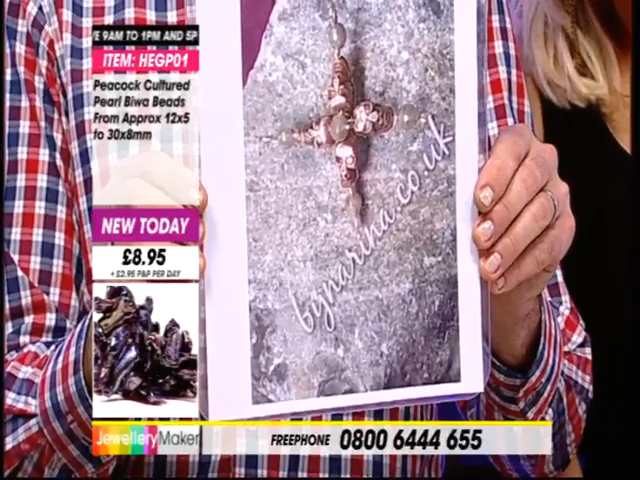 E 9AM TO 1PM AND 5P
ITEM: HEGP01
Peacock Cultured
Pearl Biwa Beads
From Approx 12x5
to 30x8mm
NEW TODAY
£8.95
+ £2.95 P&P PER DAY
bynarina.co.uk
JewelleryMaker
FREEPHONE 0800 6444 655